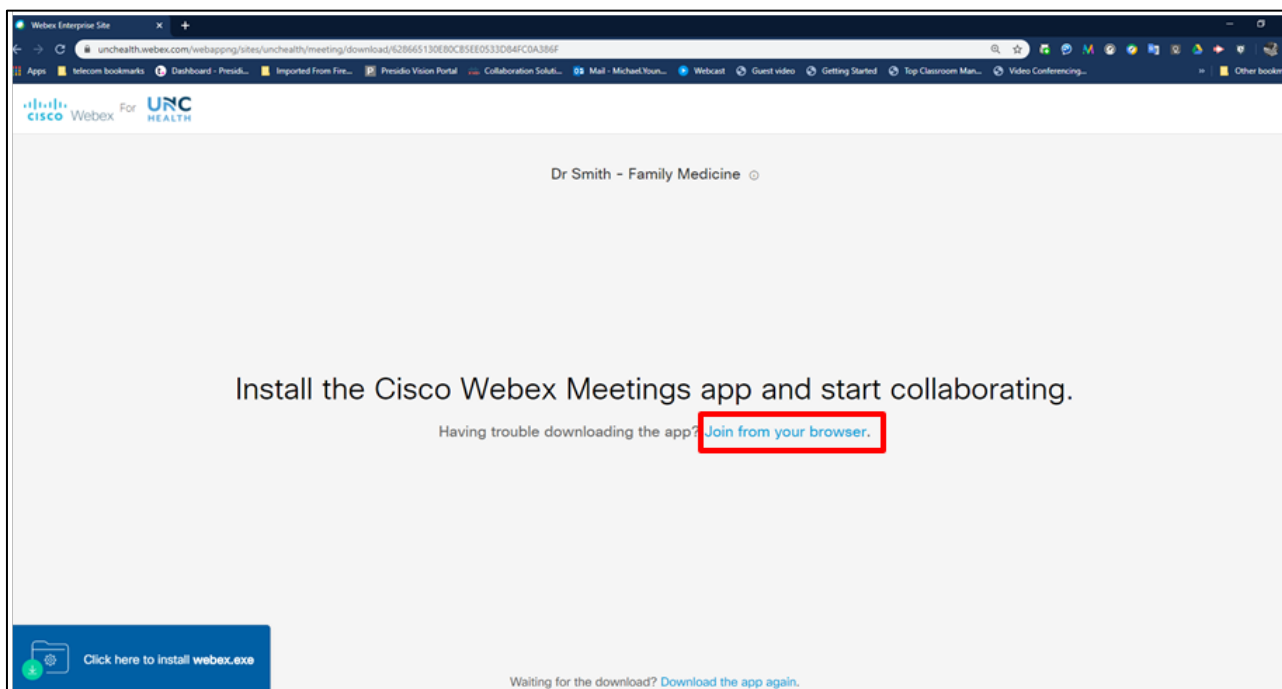 Webex Enterprise Site
unchealth.webex.com/webappng/sites/unchealth/meeting/download/628665130E80CB5EE0533D84FC0A386F
Apps telecom bookmarks Dashboard - Presidi... Imported From Fire... Presidio Vision Portal Collaboration Soluti... Mail - Michael.Youn... Webcast Guest video Getting Started Top Classroom Man... Video Conferencing... » Other bookm
CISCO Webex For UNC HEALTH
Dr Smith - Family Medicine
Install the Cisco Webex Meetings app and start collaborating.
Having trouble downloading the app? Join from your browser.
Click here to install webex.exe
Waiting for the download? Download the app again.